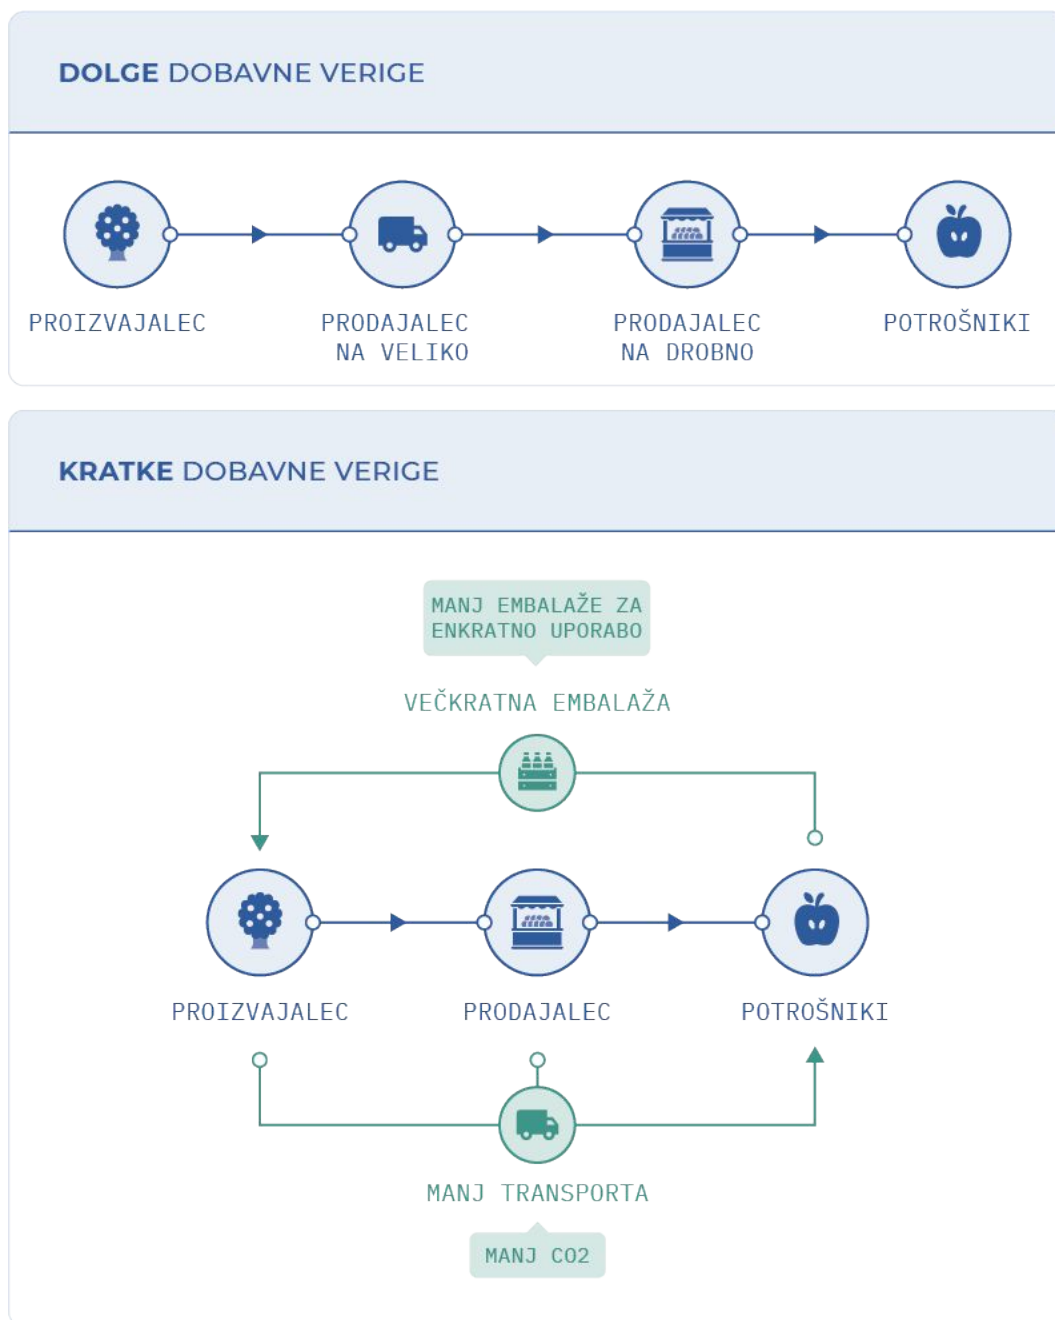 DOLGE DOBAVNE VERIGE
PROIZVAJALEC
PRODAJALEC
NA VELIKO
PRODAJALEC
NA DROBNO
POTROŠNIKI
KRATKE DOBAVNE VERIGE
MANJ EMBALAŽE ZA
ENKRATNO UPORABO
VEČKRATNA EMBALAŽA
PROIZVAJALEC
PRODAJALEC
POTROŠNIKI
MANJ TRANSPORTA
MANJ CO2